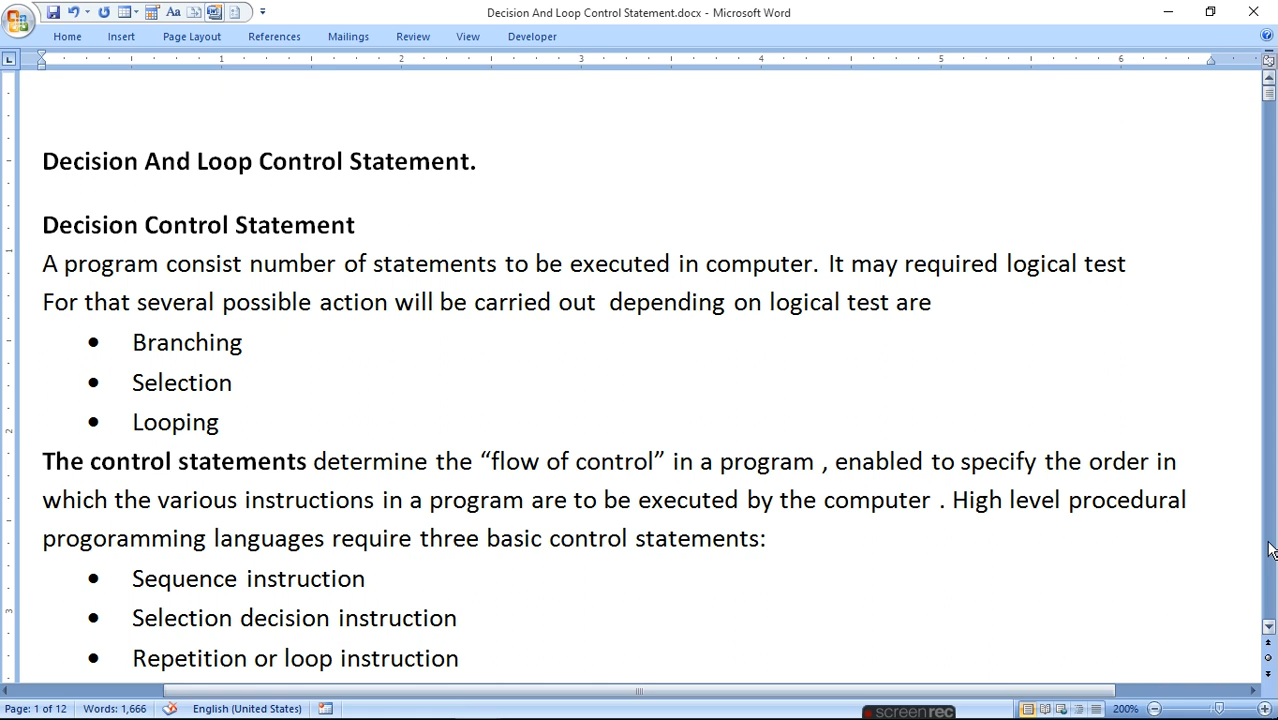 Decision And Loop Control Statement.docx - Microsoft Word
Home Insert Page Layout References Mailings Review View Developer
1 2 3 4 5 6
Decision And Loop Control Statement.
Decision Control Statement
A program consist number of statements to be executed in computer. It may required logical test
For that several possible action will be carried out depending on logical test are
• Branching
• Selection
• Looping
The control statements determine the “flow of control” in a program , enabled to specify the order in
which the various instructions in a program are to be executed by the computer . High level procedural
progoramming languages require three basic control statements:
• Sequence instruction
• Selection decision instruction
• Repetition or loop instruction
Page: 1 of 12 Words: 1,666 English (United States) screenrec 200%